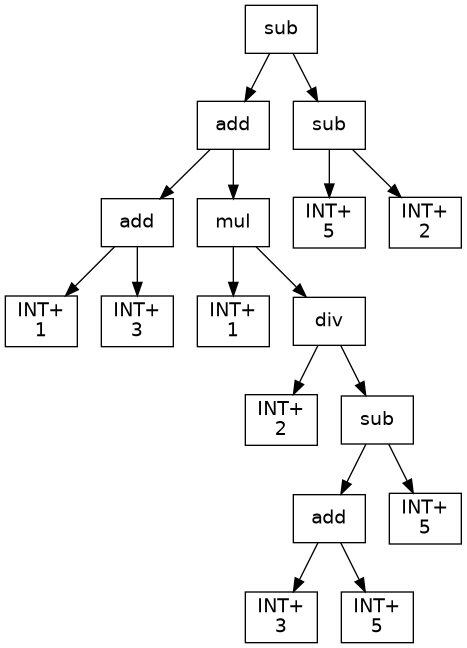 sub
add
sub
add
mul
INT+
5
INT+
2
INT+
1
INT+
3
INT+
1
div
INT+
2
sub
add
INT+
5
INT+
3
INT+
5